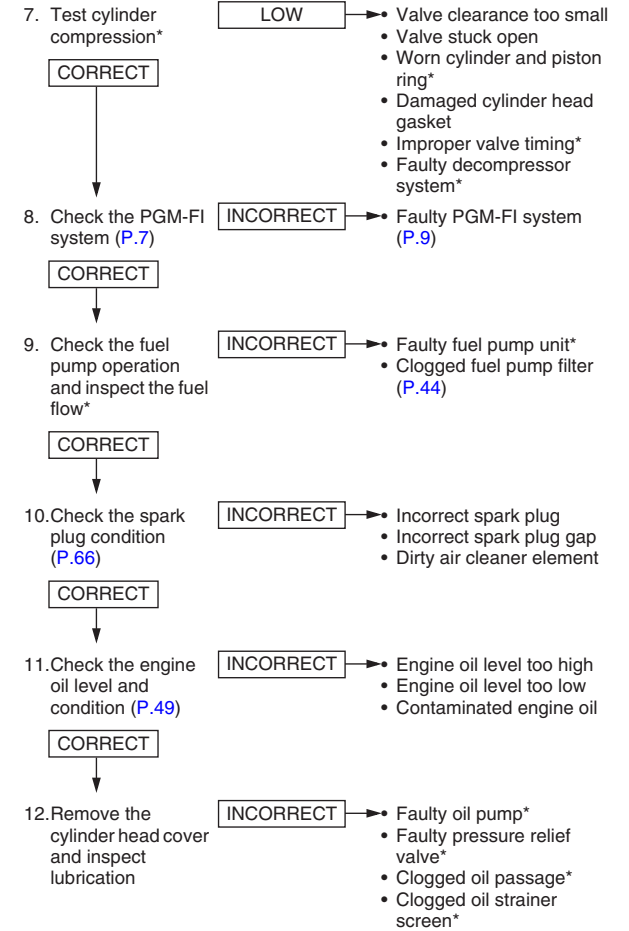 7. Test cylinder
compression*
LOW
• Valve clearance too small
• Valve stuck open
• Worn cylinder and piston
ring*
• Damaged cylinder head
gasket
• Improper valve timing*
• Faulty decompressor
system*
CORRECT
8. Check the PGM-FI
system (P.7)
INCORRECT
• Faulty PGM-FI system
(P.9)
CORRECT
9. Check the fuel
pump operation
and inspect the fuel
flow*
INCORRECT
• Faulty fuel pump unit*
• Clogged fuel pump filter
(P.44)
CORRECT
10.Check the spark
plug condition
(P.66)
INCORRECT
• Incorrect spark plug
• Incorrect spark plug gap
• Dirty air cleaner element
CORRECT
11.Check the engine
oil level and
condition (P.49)
INCORRECT
• Engine oil level too high
• Engine oil level too low
• Contaminated engine oil
CORRECT
12.Remove the
cylinder head cover
and inspect
lubrication
INCORRECT
• Faulty oil pump*
• Faulty pressure relief
valve*
• Clogged oil passage*
• Clogged oil strainer
screen*